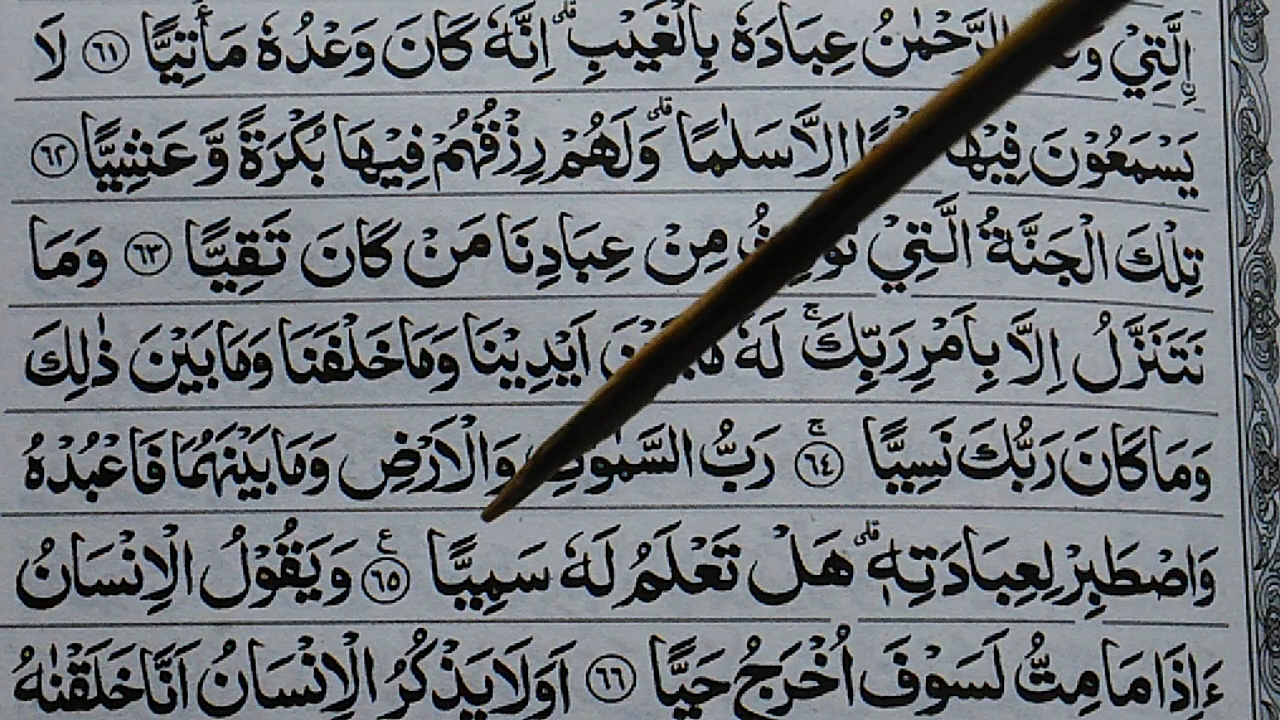 الَّتِيْ الرَّحْمٰنُ عِبَادَهٗ بِالْغَيْبِۗ اِنَّهٗ كَانَ وَعْدُهٗ مَأْتِيًّا ٦١ لَا
يَسْمَعُوْنَ فِيْهَا اِلَّا سَلٰمًاۗ وَلَهُمْ رِزْقُهُمْ فِيْهَا بُكْرَةً وَّعَشِيًّا ٦٢
تِلْكَ الْجَنَّةُ الَّتِيْ مِنْ عِبَادِنَا مَنْ كَانَ تَقِيًّا ٦٣ وَمَا
نَتَنَزَّلُ اِلَّا بِاَمْرِ رَبِّكَۚ لَهٗ اَيْدِيْنَا وَمَا خَلْفَنَا وَمَا بَيْنَ ذٰلِكَ
وَمَا كَانَ رَبُّكَ نَسِيًّا ٦٤ۚ رَبُّ السَّمٰوٰتِ وَالْاَرْضِ وَمَا بَيْنَهُمَا فَاعْبُدْهُ
وَاصْطَبِرْ لِعِبَادَتِهٖۗ هَلْ تَعْلَمُ لَهٗ سَمِيًّا ٦٥ ع وَيَقُوْلُ الْاِنْسَانُ
ءَاِذَا مَا مِتُّ لَسَوْفَ اُخْرَجُ حَيًّا ٦٦ اَوَلَا يَذْكُرُ الْاِنْسَانُ اَنَّا خَلَقْنٰهُ